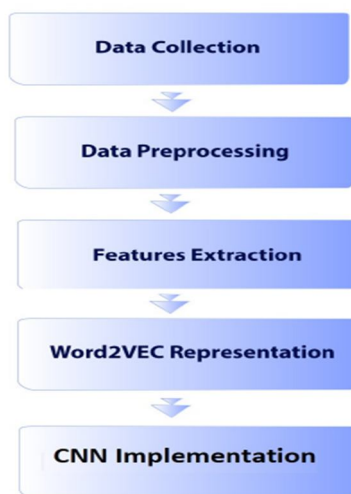 Data Collection
Data Preprocessing
Features Extraction
Word2VEC Representation
CNN Implementation